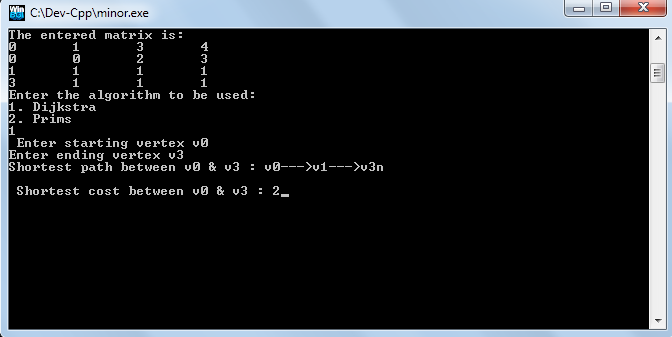 C:\Dev-Cpp\minor.exe
The entered matrix is:
0 1 3 4
0 0 2 3
1 1 1 1
3 1 1 1
Enter the algorithm to be used:
1. Dijkstra
2. Prims
1
Enter starting vertex v0
Enter ending vertex v3
Shortest path between v0 & v3 : v0--->v1--->v3n
Shortest cost between v0 & v3 : 2_